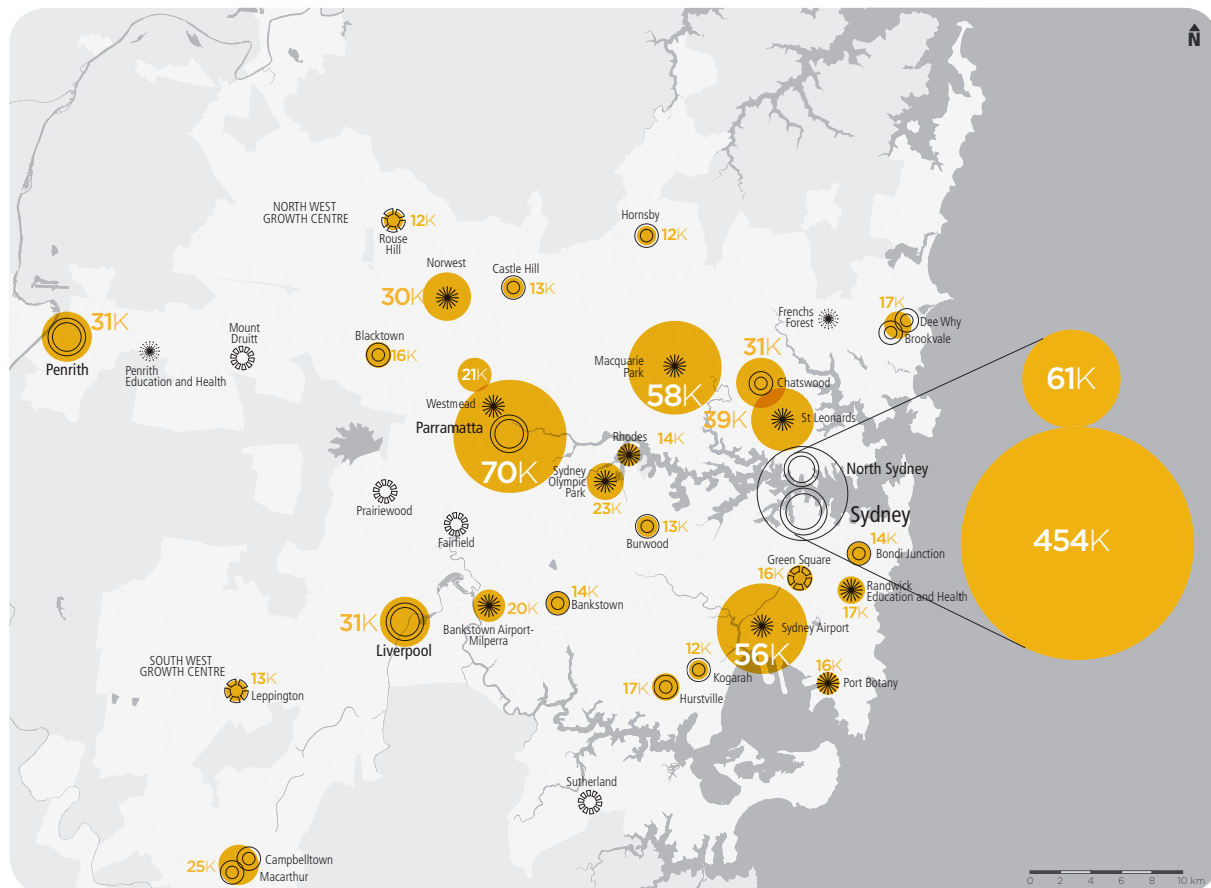 N
NORTH WEST
GROWTH CENTRE
12K
Rouse
Hill
Hornsby
12K
Norwest
30K
Castle Hill
13K
31K
Penrith
Penrith
Education and Health
Mount
Druitt
Blacktown
16K
21K
Westmead
Parramatta
70K
Macquarie
Park
58K
31K
Chatswood
39K
St Leonards
Frenchs
Forest
17K
Dee Why
Brookvale
61K
454K
Rhodes
14K
Sydney
Olympic
Park
23K
North Sydney
Sydney
Prairiewood
Fairfield
13K
Burwood
14K
Bondi Junction
Green Square
16K
Randwick
Education and Health
17K
31K
Liverpool
20K
Bankstown Airport-
Milperra
14K
Bankstown
Sydney Airport
56K
12K
Kogarah
17K
Hurstville
16K
Port Botany
SOUTH WEST
GROWTH CENTRE
13K
Leppington
Sutherland
25K
Campbelltown
Macarthur
0 2 4 6 8 10 km